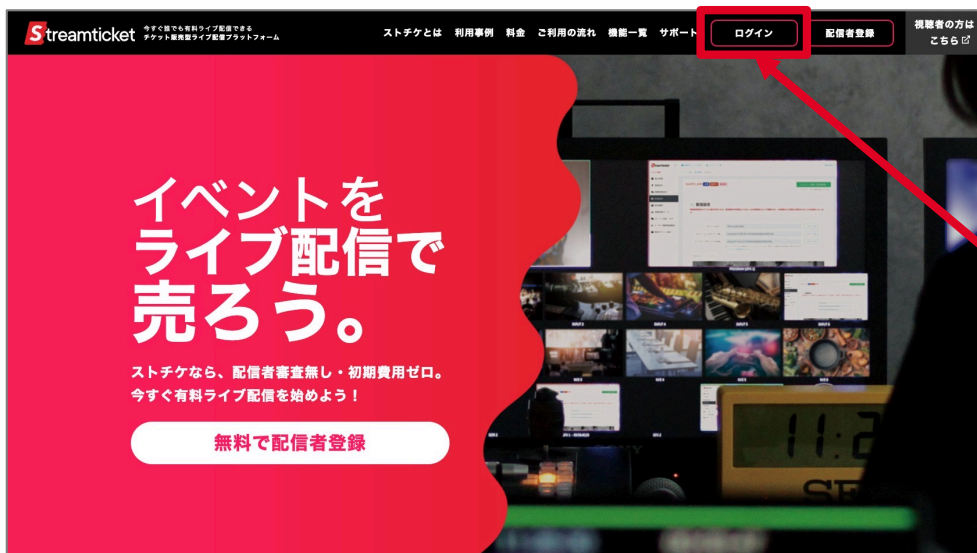 Streamticket
今すぐ誰でも有料ライブ配信できる
チケット販売型ライブ配信プラットフォーム
ストチケとは 利用事例 料金 ご利用の流れ 機能一覧 サポート
ログイン
配信者登録
視聴者の方は
こちら
イベントを
ライブ配信で
売ろう。
ストチケなら、配信者審査無し・初期費用ゼロ。
今すぐ有料ライブ配信を始めよう！
無料で配信者登録